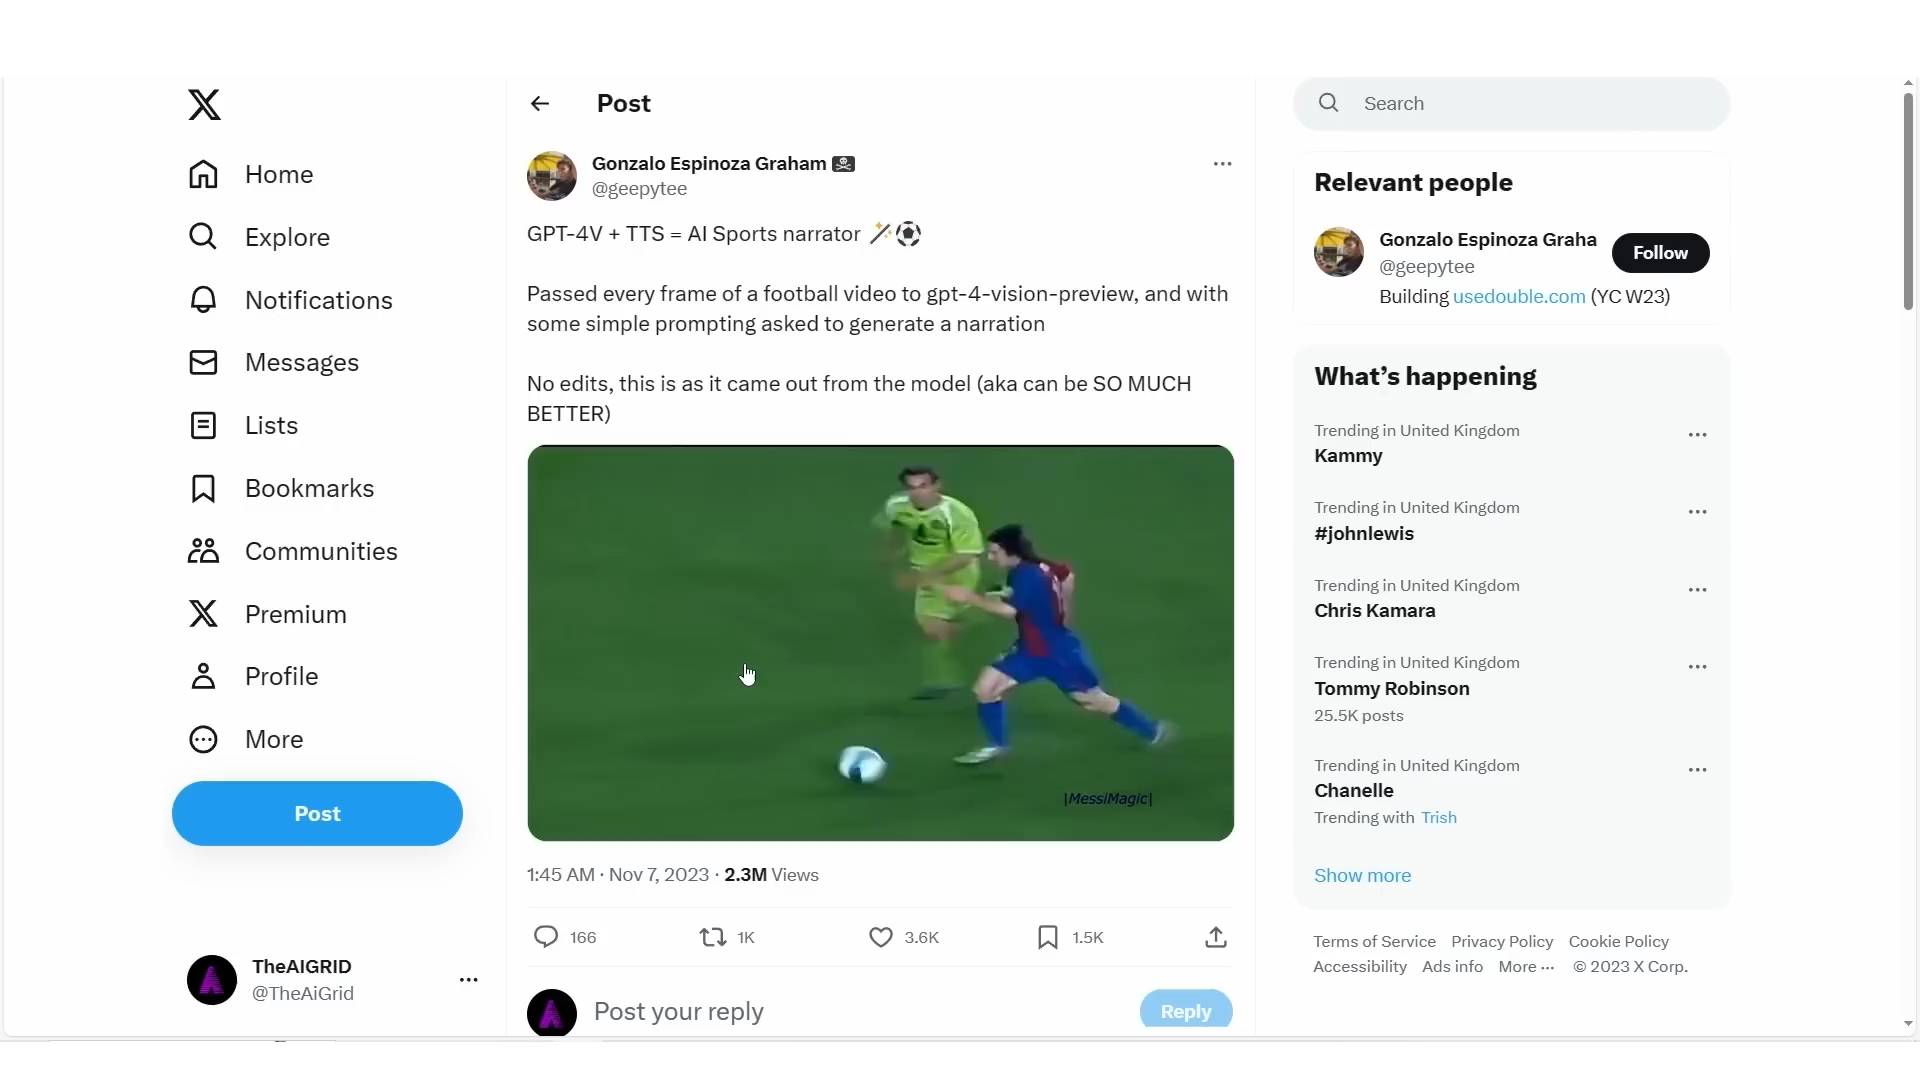 Home
Explore
Notifications
Messages
Lists
Bookmarks
Communities
Premium
Profile
More
Post
TheAIGRID
@TheAiGrid
Post
Gonzalo Espinoza Graham
@geepytee
GPT-4V + TTS = AI Sports narrator
Passed every frame of a football video to gpt-4-vision-preview, and with
some simple prompting asked to generate a narration
No edits, this is as it came out from the model (aka can be SO MUCH
BETTER)
|MessiMagic|
1:45 AM · Nov 7, 2023 · 2.3M Views
166 1K 3.6K 1.5K
Post your reply
Reply
Search
Relevant people
Gonzalo Espinoza Graha
@geepytee
Follow
Building usedouble.com (YC W23)
What's happening
Trending in United Kingdom
Kammy
Trending in United Kingdom
#johnlewis
Trending in United Kingdom
Chris Kamara
Trending in United Kingdom
Tommy Robinson
25.5K posts
Trending in United Kingdom
Chanelle
Trending with Trish
Show more
Terms of Service Privacy Policy Cookie Policy
Accessibility Ads info More ··· © 2023 X Corp.